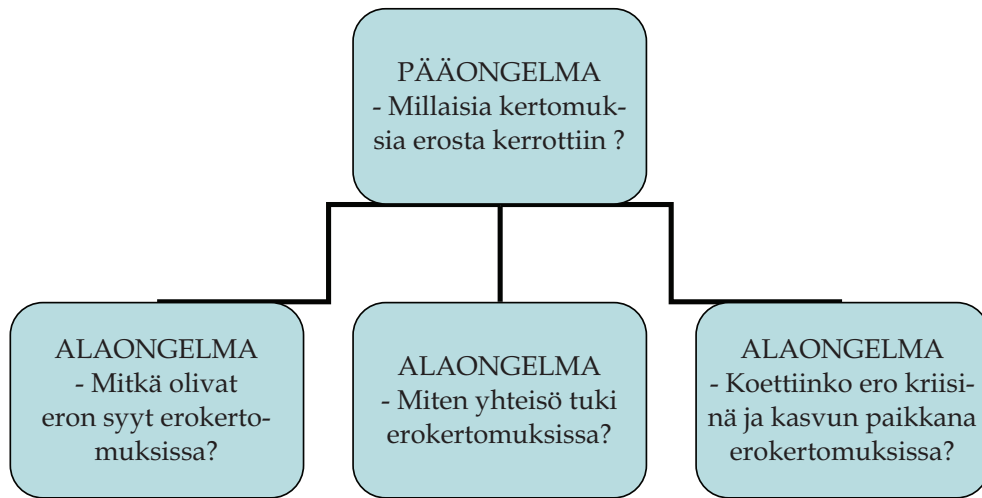 PÄÄONGELMA
- Millaisia kertomuk-
sia erosta kerrottiin ?
ALAONGELMA
- Mitkä olivat
eron syyt erokerto-
muksissa?
ALAONGELMA
- Miten yhteisö tuki
erokertomuksissa?
ALAONGELMA
- Koettiinko ero kriisi-
nä ja kasvun paikkana
erokertomuksissa?